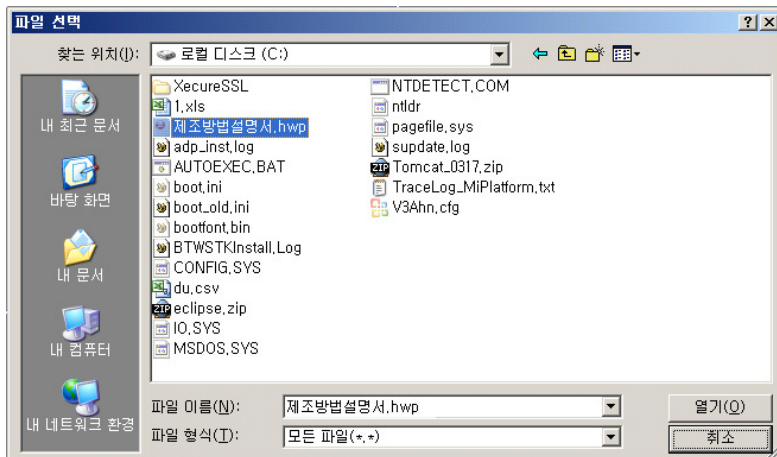 파일 선택
찾는 위치(I):
로컬 디스크 (C:)
내 최근 문서
바탕 화면
내 문서
내 컴퓨터
내 네트워크 환경
XecureSSL
1.xls
제조방법설명서.hwp
adp_inst.log
AUTOEXEC.BAT
boot.ini
boot_old.ini
bootfont.bin
BTWSTKInstall.Log
CONFIG.SYS
du.csv
eclipse.zip
IO.SYS
MSDOS.SYS
NTDETECT.COM
ntldr
pagefile.sys
supdate.log
Tomcat_0317.zip
TraceLog_MiPlatform.txt
V3Ahn.cfg
파일 이름(N):
제조방법설명서.hwp
열기(O)
파일 형식(T):
모든 파일(*.*)
취소